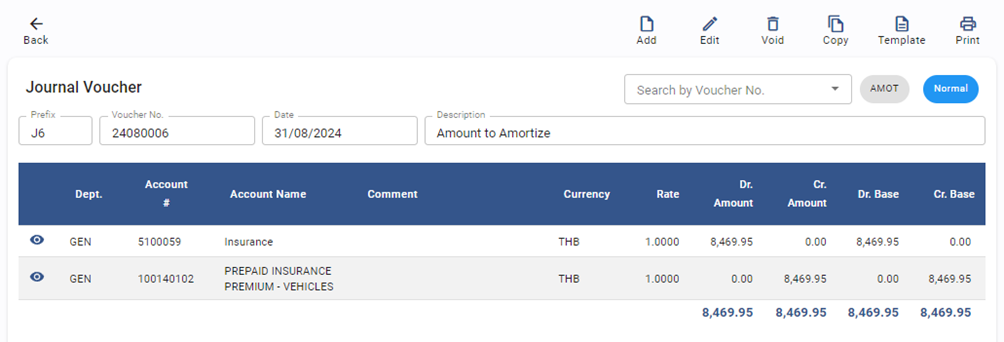 Back
Add
Edit
Void
Copy
Template
Print
Journal Voucher
Search by Voucher No.
AMOT
Normal
Prefix
J6
Voucher No.
24080006
Date
31/08/2024
Description
Amount to Amortize
Dept.
Account
#
Account Name
Comment
Currency
Rate
Dr.
Amount
Cr.
Amount
Dr. Base
Cr. Base
GEN 5100059 Insurance THB 1.0000 8,469.95 0.00 8,469.95 0.00
GEN 100140102 PREPAID INSURANCE
PREMIUM - VEHICLES
THB 1.0000 0.00 8,469.95 0.00 8,469.95
8,469.95 8,469.95 8,469.95 8,469.95